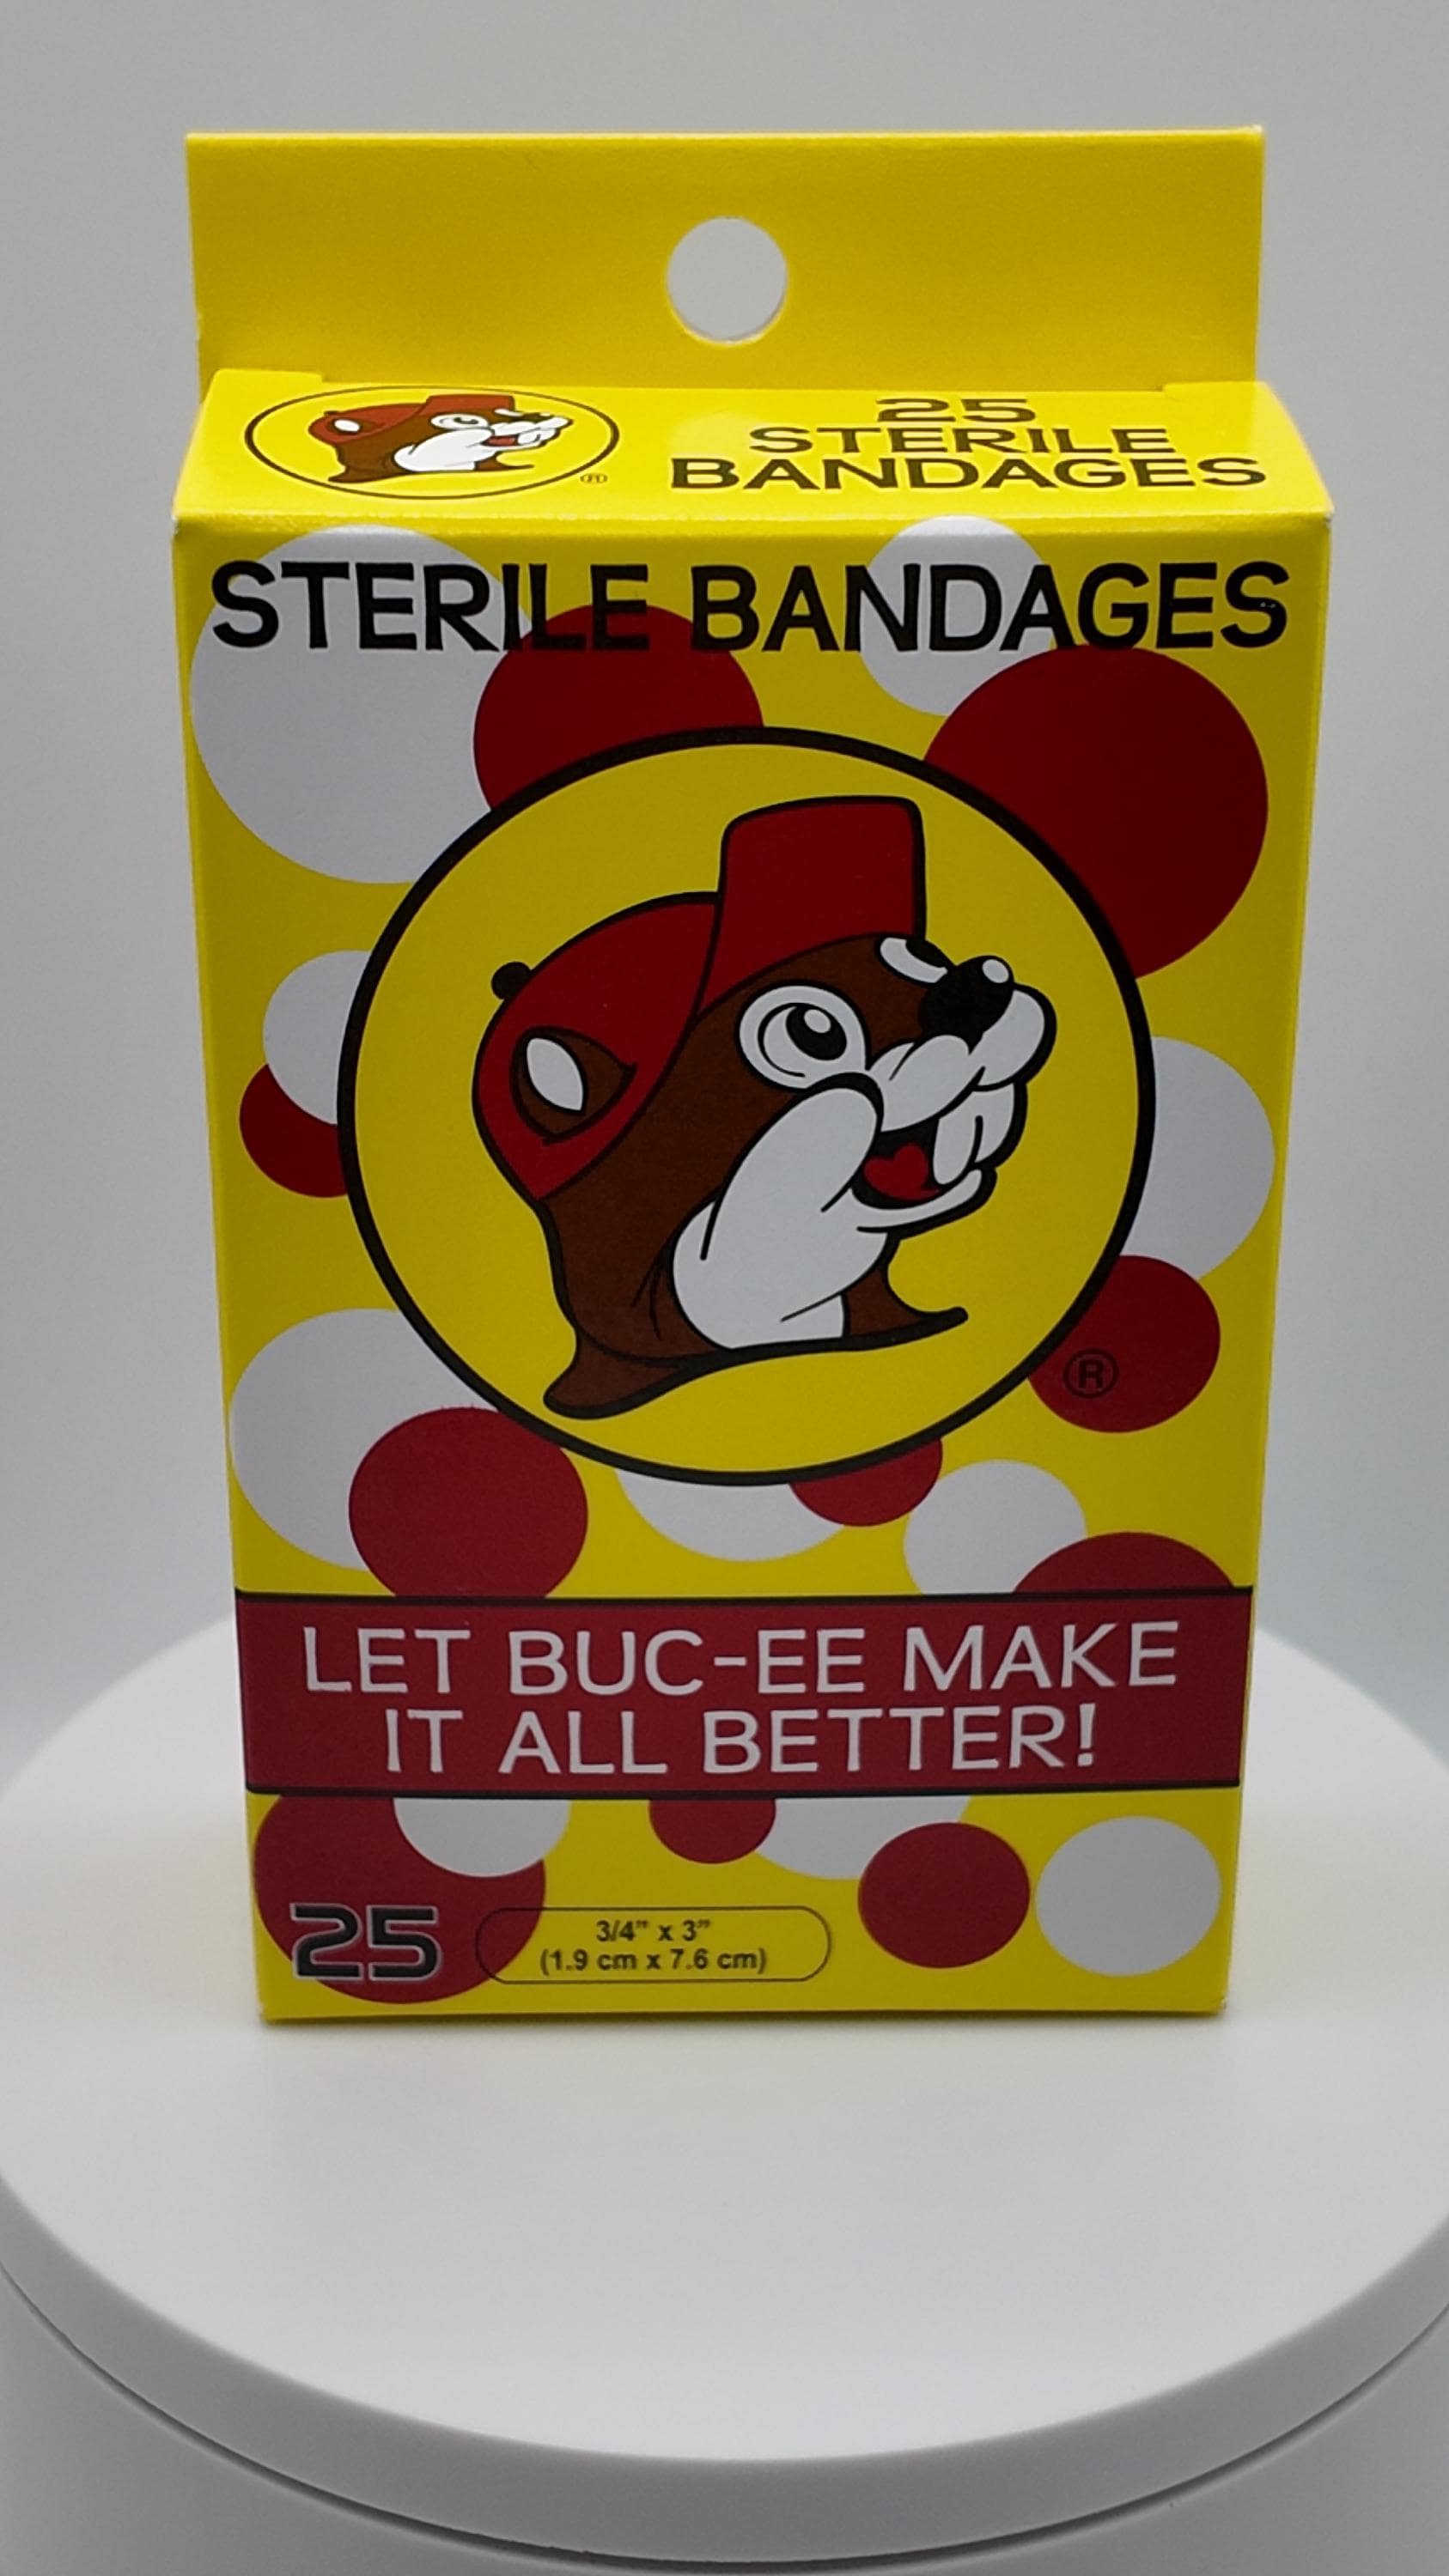 25
STERILE
BANDAGES
®
STERILE BANDAGES
®
LET BUC-EE MAKE
IT ALL BETTER!
25
3/4" x 3"
(1.9 cm x 7.6 cm)